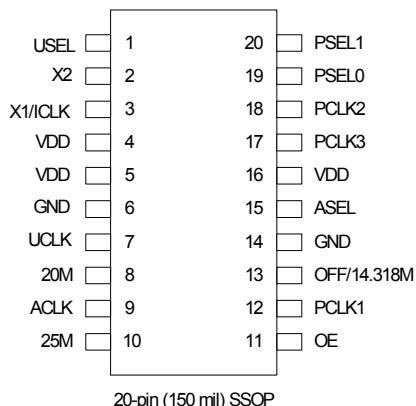 USEL 1 20 PSEL1
X2 2 19 PSEL0
X1/ICLK 3 18 PCLK2
VDD 4 17 PCLK3
VDD 5 16 VDD
GND 6 15 ASEL
UCLK 7 14 GND
20M 8 13 OFF/14.318M
ACLK 9 12 PCLK1
25M 10 11 OE
20-pin (150 mil) SSOP